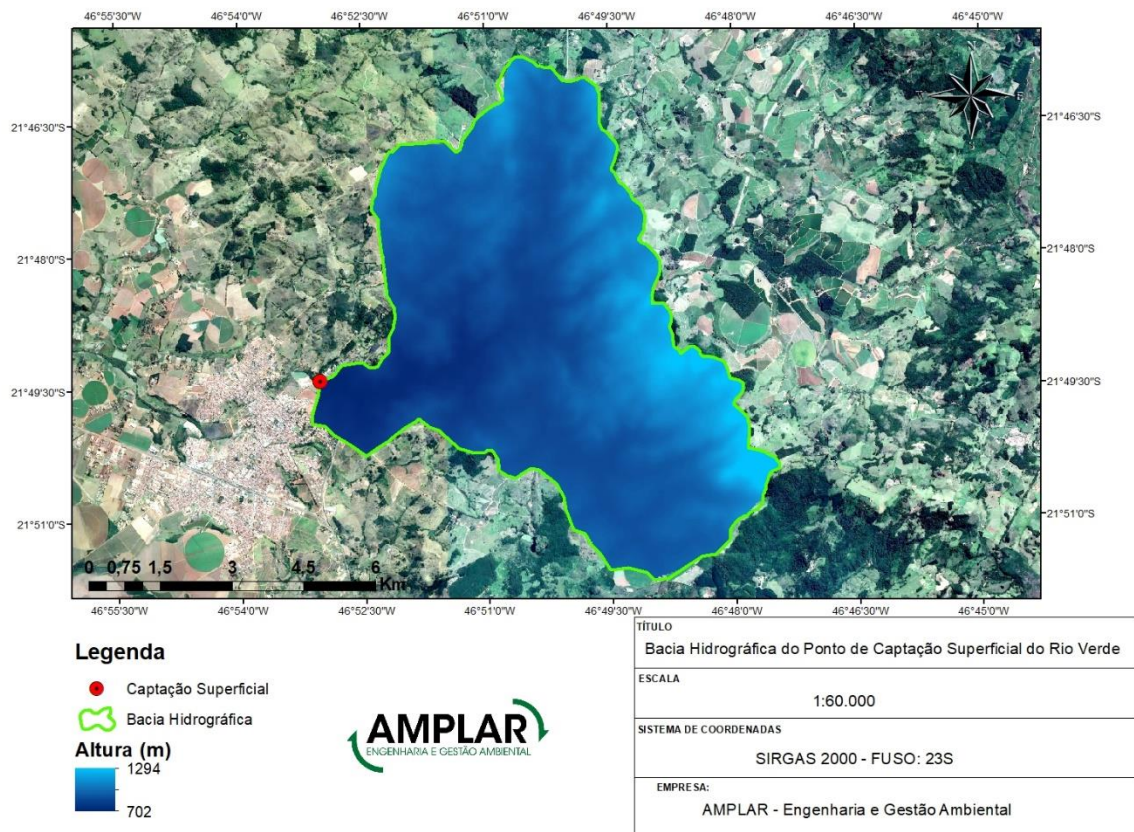 46°55'30"W 46°54'0"W 46°52'30"W 46°51'0"W 46°49'30"W 46°48'0"W 46°46'30"W 46°45'0"W
21°46'30"S 21°46'30"S
21°48'0"S 21°48'0"S
21°49'30"S 21°49'30"S
21°51'0"S 21°51'0"S
0 0,75 1,5 3 4,5 6
Km
46°55'30"W 46°54'0"W 46°52'30"W 46°51'0"W 46°49'30"W 46°48'0"W 46°46'30"W 46°45'0"W
Legenda
Captação Superficial
Bacia Hidrográfica
Altura (m)
1294
702
AMPLAR
ENGENHARIA E GESTÃO AMBIENTAL
TÍTULO
Bacia Hidrográfica do Ponto de Captação Superficial do Rio Verde
ESCALA
1:60.000
SISTEMA DE COORDENADAS
SIRGAS 2000 - FUSO: 23S
EMPRESA:
AMPLAR - Engenharia e Gestão Ambiental